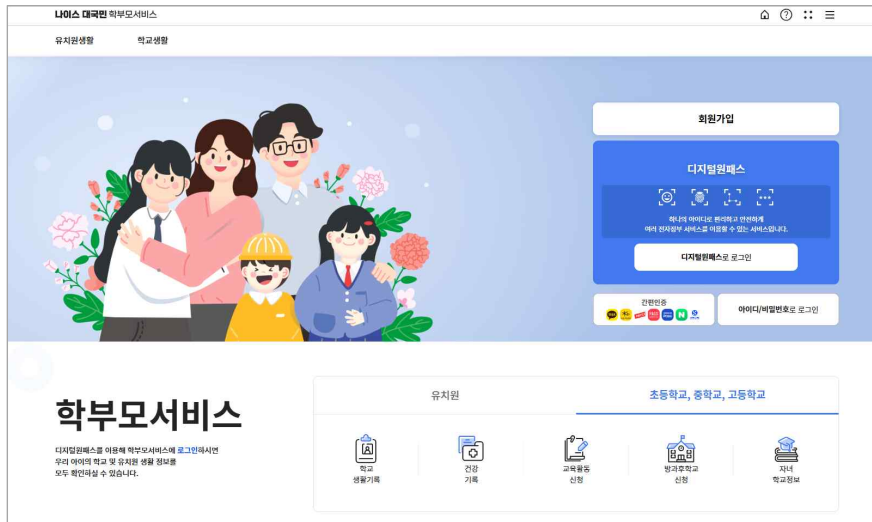 나이스 대국민 학부모서비스
유치원생활 학교생활
회원가입
디지털원패스
하나의 아이디로 편리하고 안전하게
여러 전자정부 서비스를 이용할 수 있는 서비스입니다.
디지털원패스로 로그인
간편인증
아이디/비밀번호로 로그인
학부모서비스
디지털원패스를 이용해 학부모서비스에 로그인하시면
우리 아이의 학교 및 유치원 생활 정보를
모두 확인하실 수 있습니다.
유치원
초등학교, 중학교, 고등학교
학교
생활기록
건강
기록
교육활동
신청
방과후학교
신청
자녀
학교정보